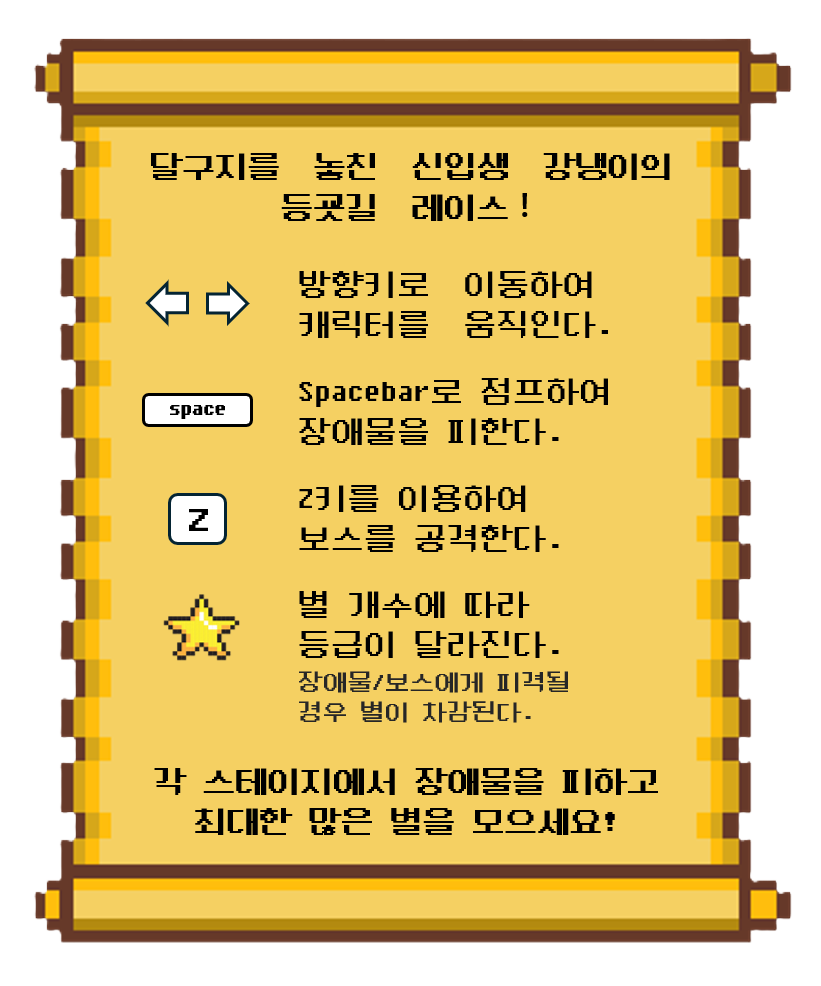 달구지를 놓친 신입생 강냉이의
등굣길 레이스!
방향키로 이동하여
캐릭터를 움직인다.
space
Spacebar로 점프하여
장애물을 피한다.
Z
Z키를 이용하여
보스를 공격한다.
별 개수에 따라
등급이 달라진다.
장애물/보스에게 피격될
경우 별이 차감된다.
각 스테이지에서 장애물을 피하고
최대한 많은 별을 모으세요!